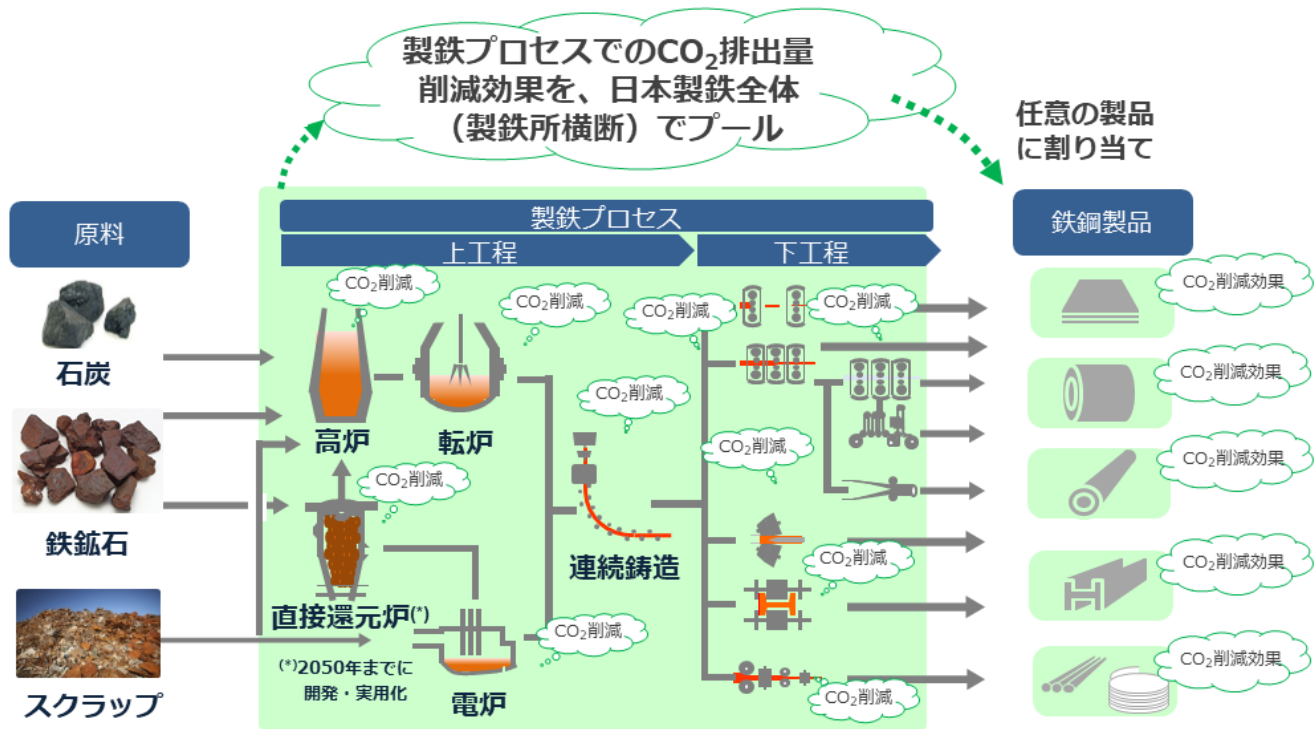 製鉄プロセスでのCO₂排出量
削減効果を、日本製鉄全体
（製鉄所横断）でプール
任意の製品
に割り当て
原料
製鉄プロセス
上工程
下工程
鉄鋼製品
石炭
鉄鉱石
スクラップ
CO₂削減
CO₂削減
CO₂削減
CO₂削減
CO₂削減
CO₂削減
CO₂削減
CO₂削減
CO₂削減
CO₂削減
高炉
転炉
直接還元炉(*)
(*)2050年までに
開発・実用化
電炉
連続鋳造
CO₂削減効果
CO₂削減効果
CO₂削減効果
CO₂削減効果
CO₂削減効果